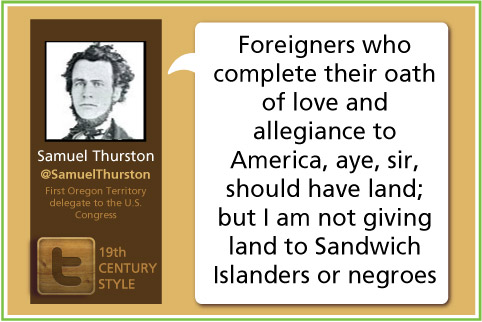 Samuel Thurston
@SamuelThurston
First Oregon Territory
delegate to the U.S.
Congress
t
19th
CENTURY
STYLE
Foreigners who
complete their oath
of love and
allegiance to
America, aye, sir,
should have land;
but I am not giving
land to Sandwich
Islanders or negroes